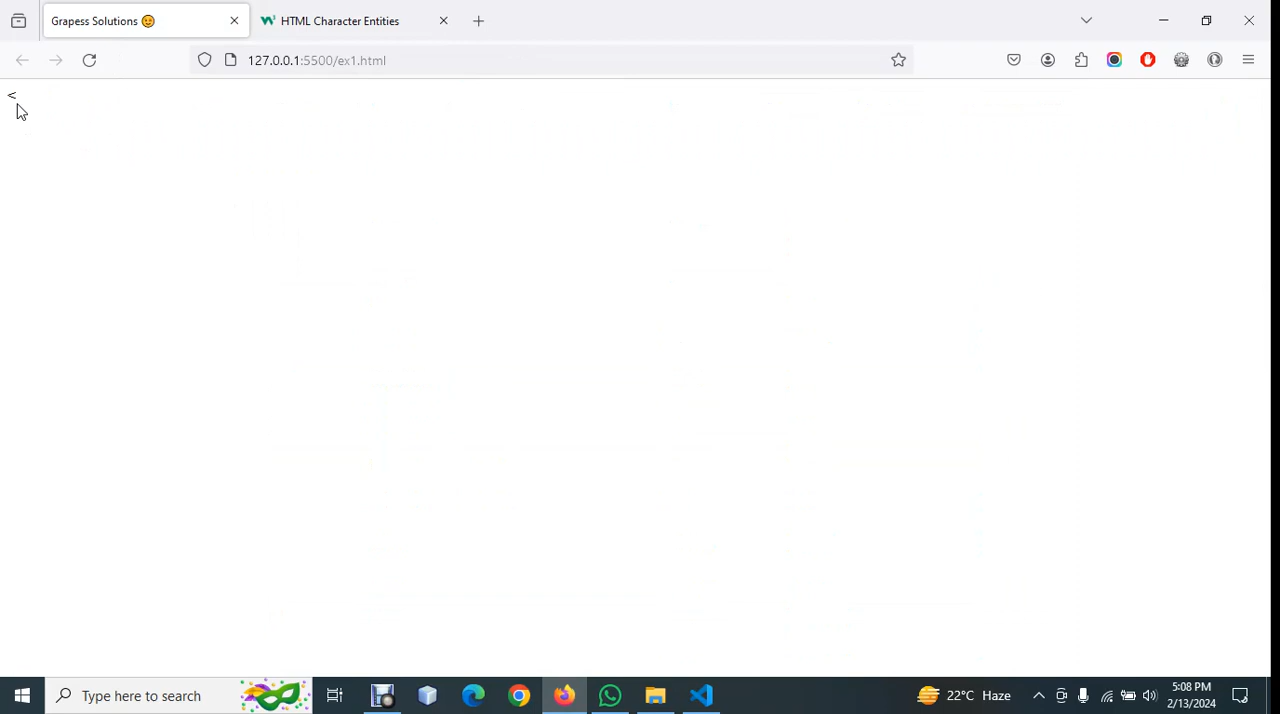 Grapess Solutions 😉
HTML Character Entities
127.0.0.1:5500/ex1.html
<
Type here to search
22°C Haze
5:08 PM
2/13/2024